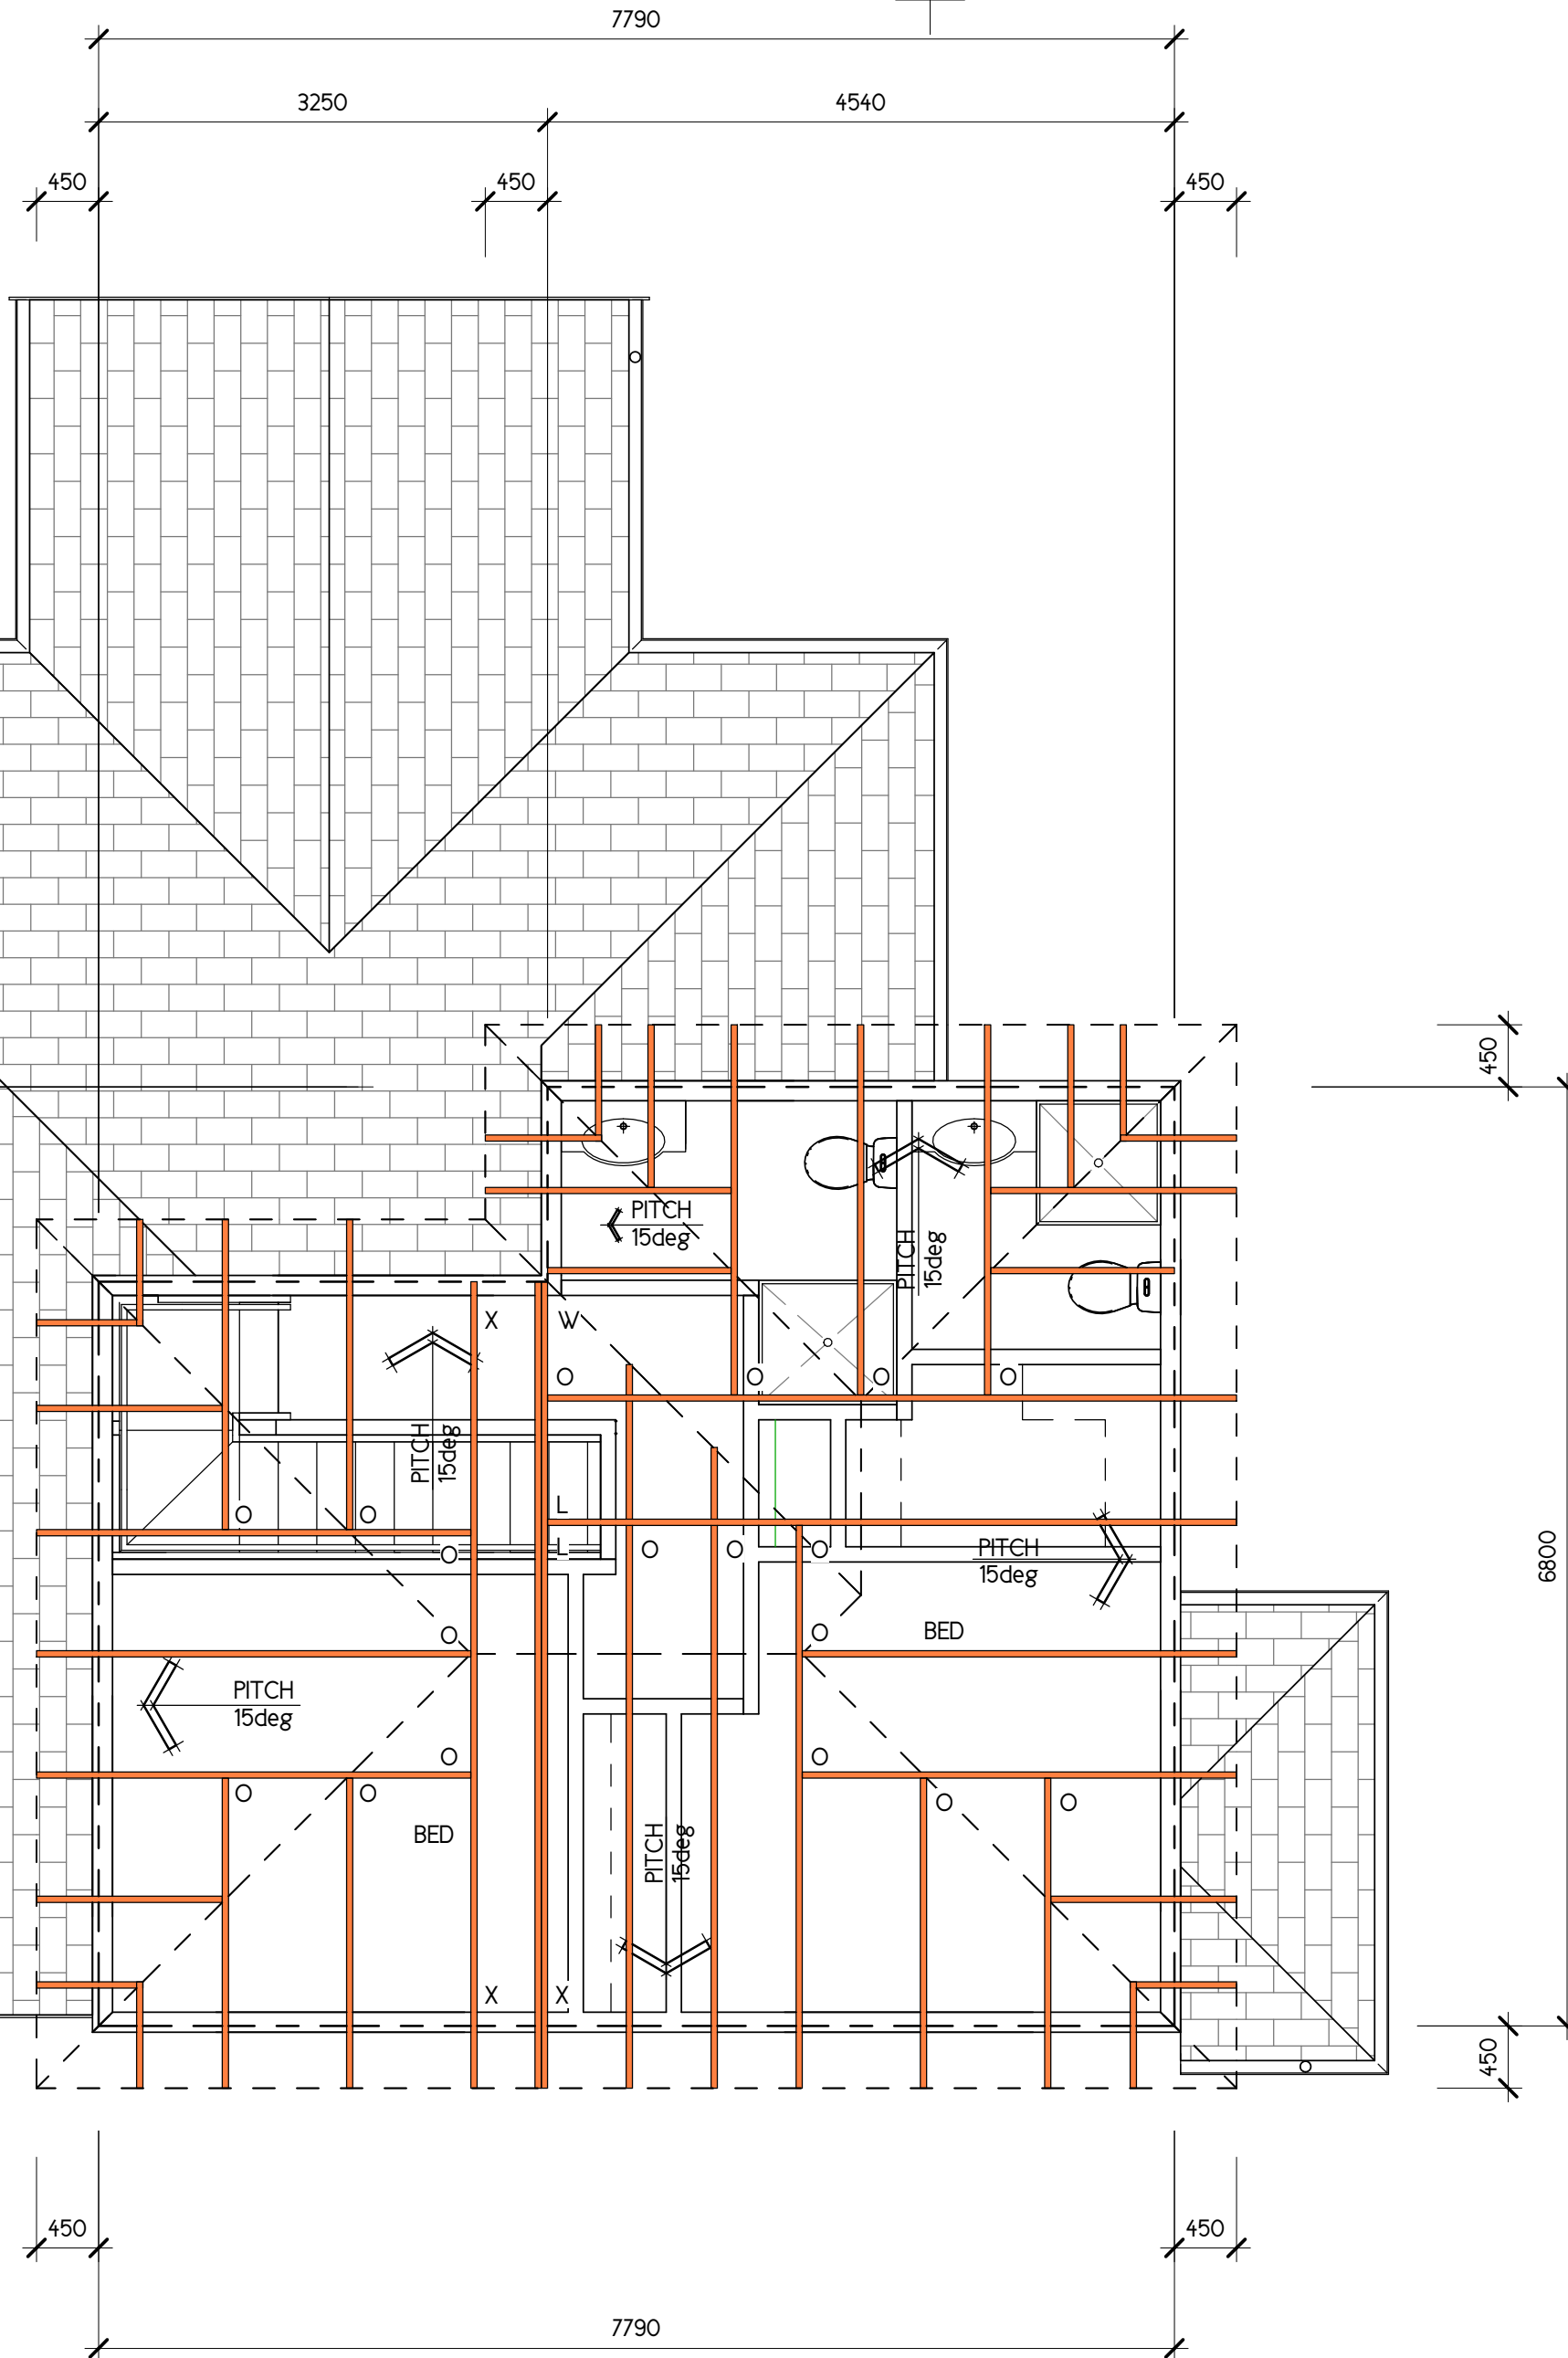 7790
3250 4540
450 450 450
450
PITCH
15deg
PITCH
15deg
X W
O O O O
PITCH
15deg
L
O O
L
O O O O
PITCH
15deg
6800
O O BED
PITCH
15deg
O O
O O O O
BED
PITCH
15deg
X X
450
450 450
7790